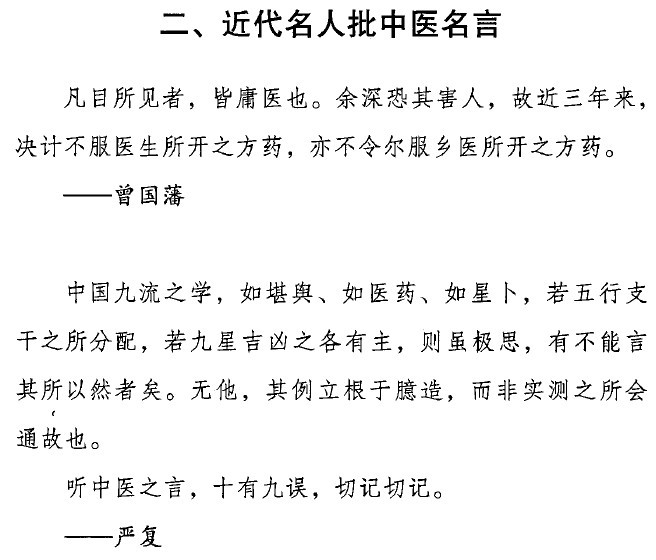 二、近代名人批中医名言
凡目所见者，皆庸医也。余深恐其害人，故近三年来，
决计不服医生所开之方药，亦不令尔服乡医所开之方药。
——曾国藩
中国九流之学，如堪舆、如医药、如星卜，若五行支
干之所分配，若九星吉凶之各有主，则虽极思，有不能言
其所以然者矣。无他，其例立根于臆造，而非实测之所会
通故也。
听中医之言，十有九误，切记切记。
——严复